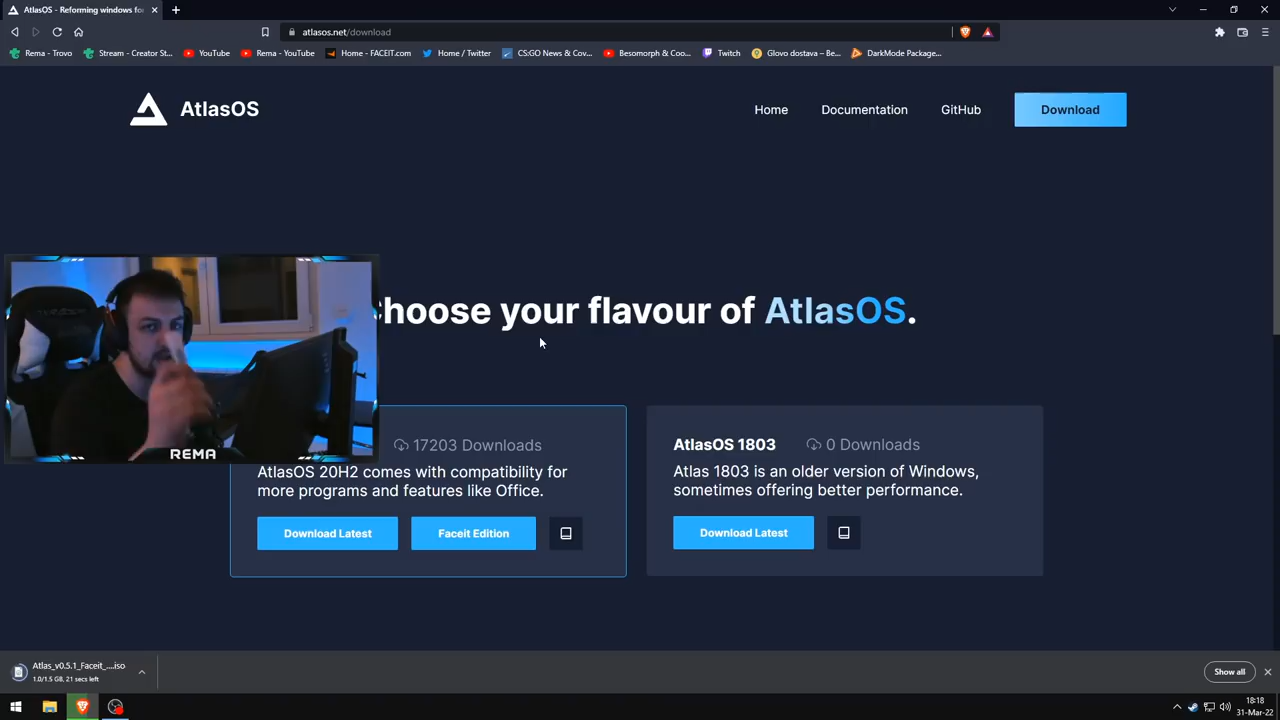 AtlasOS - Reforming windows fo
atlasos.net/download
Rema - Trovo
Stream - Creator St...
YouTube
Rema - YouTube
Home - FACEIT.com
Home / Twitter
CS:GO News & Cov...
Besomorph & Coo...
Twitch
Glovo dostava – Be...
DarkMode Readabl...
AtlasOS
Home
Documentation
GitHub
Download
hoose your flavour of AtlasOS.
REMA
17203 Downloads
AtlasOS 20H2 comes with compatibility for
more programs and features like Office.
Download Latest
Faceit Edition
AtlasOS 1803
0 Downloads
Atlas 1803 is an older version of Windows,
sometimes offering better performance.
Download Latest
Atlas_v0.5.1_Faceit_....iso
1.0/1.5 GB, 21 secs left
Show all
18:18
31-Mar-22